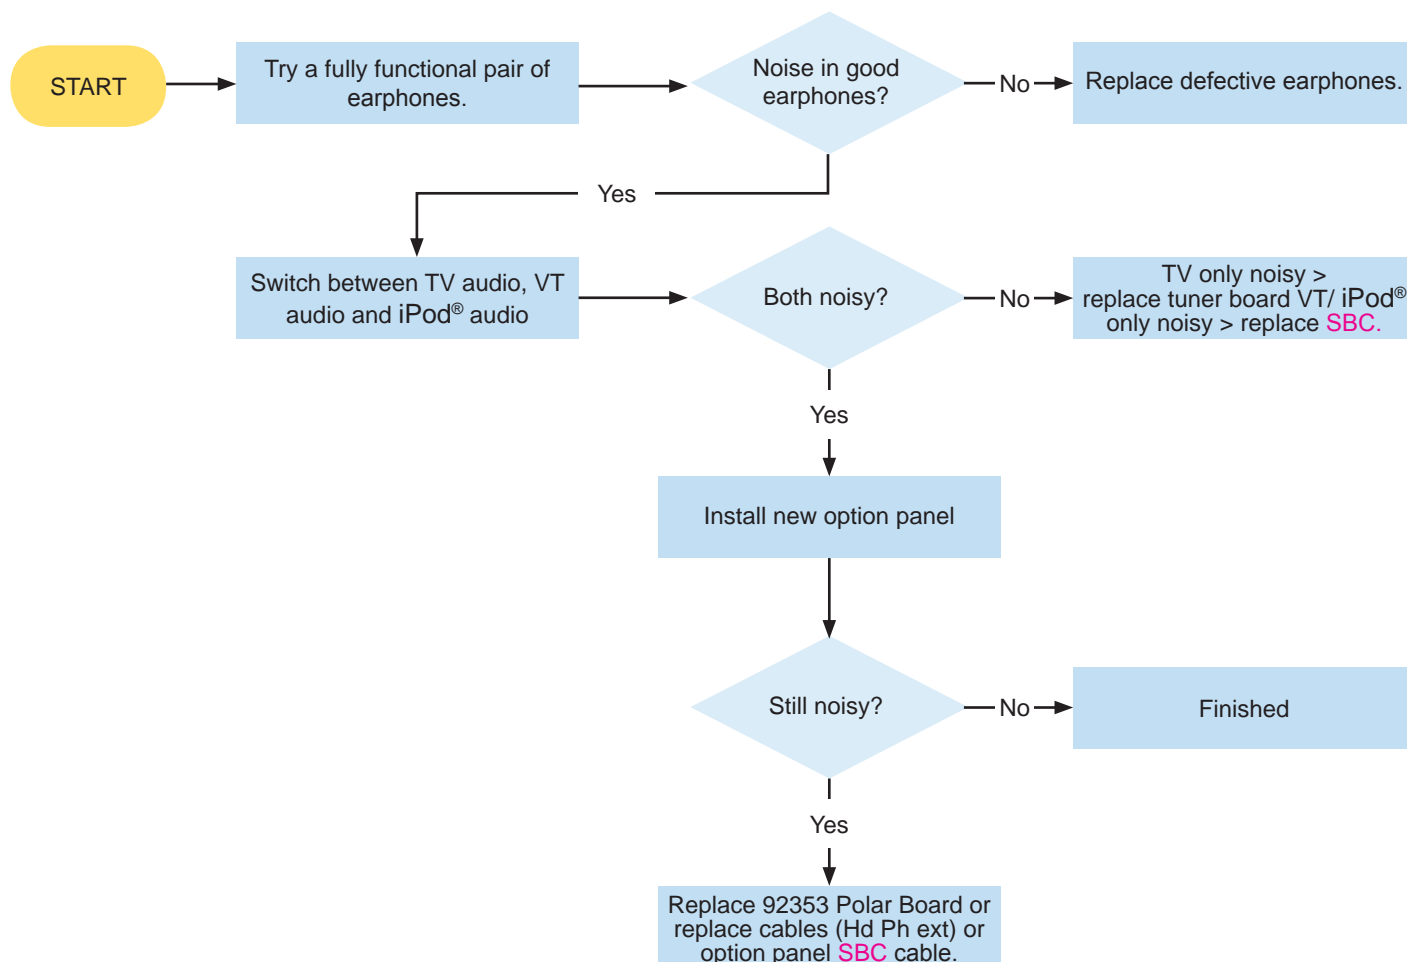 START
Try a fully functional pair of
earphones.
Noise in good
earphones?
No
Replace defective earphones.
Yes
Switch between TV audio, VT
audio and iPod® audio
Both noisy?
No
TV only noisy >
replace tuner board VT/ iPod®
only noisy > replace SBC.
Yes
Install new option panel
Still noisy?
No
Finished
Yes
Replace 92353 Polar Board or
replace cables (Hd Ph ext) or
option panel SBC cable.